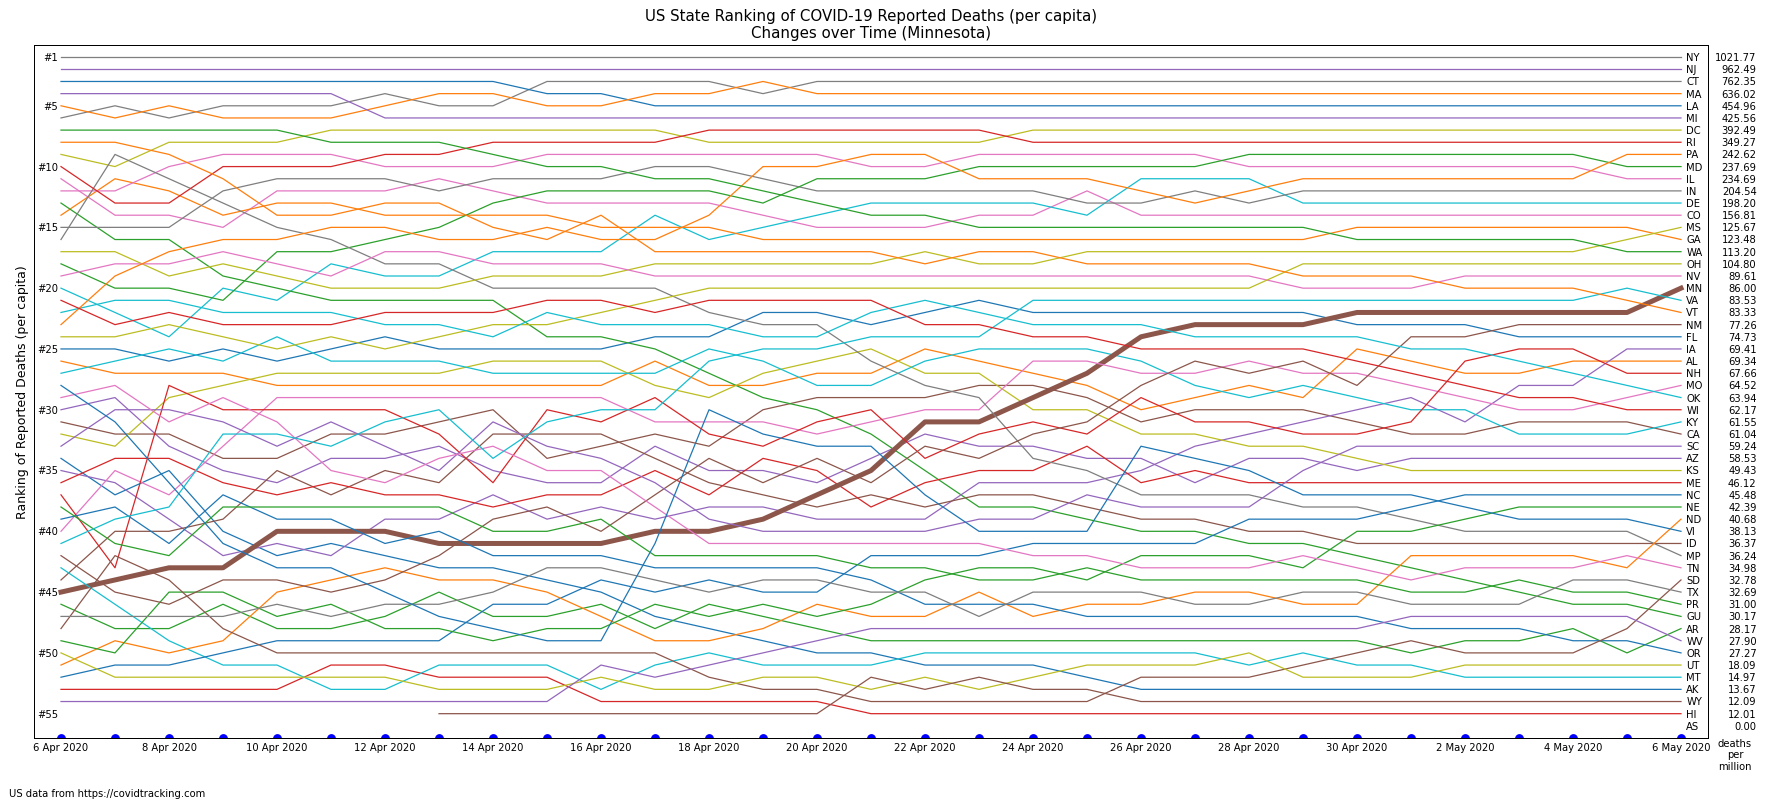 US State Ranking of COVID-19 Reported Deaths (per capita)
Changes over Time (Minnesota)
Ranking of Reported Deaths (per capita)
#1
#5
#10
#15
#20
#25
#30
#35
#40
#45
#50
#55
NY 1021.77
NJ 962.49
CT 762.35
MA 636.02
LA 454.96
MI 425.56
DC 392.49
RI 349.27
PA 242.62
MD 237.69
IL 234.69
IN 204.54
DE 198.20
CO 156.81
MS 125.67
GA 123.48
WA 113.20
OH 104.80
NV 89.61
MN 86.00
VA 83.53
VT 83.33
NM 77.26
FL 74.73
IA 69.41
AL 69.34
NH 67.66
MO 64.52
OK 63.94
WI 62.17
KY 61.55
CA 61.04
SC 59.24
AZ 58.53
KS 49.43
ME 46.12
NC 45.48
NE 42.39
ND 40.68
VI 38.13
ID 36.37
MP 36.24
TN 34.98
SD 32.78
TX 32.69
PR 31.00
GU 30.17
AR 28.17
WV 27.90
OR 27.27
UT 18.09
MT 14.97
AK 13.67
WY 12.09
HI 12.01
AS 0.00
6 Apr 2020 8 Apr 2020 10 Apr 2020 12 Apr 2020 14 Apr 2020 16 Apr 2020 18 Apr 2020 20 Apr 2020 22 Apr 2020 24 Apr 2020 26 Apr 2020 28 Apr 2020 30 Apr 2020 2 May 2020 4 May 2020 6 May 2020
deaths
per
million
US data from https://covidtracking.com